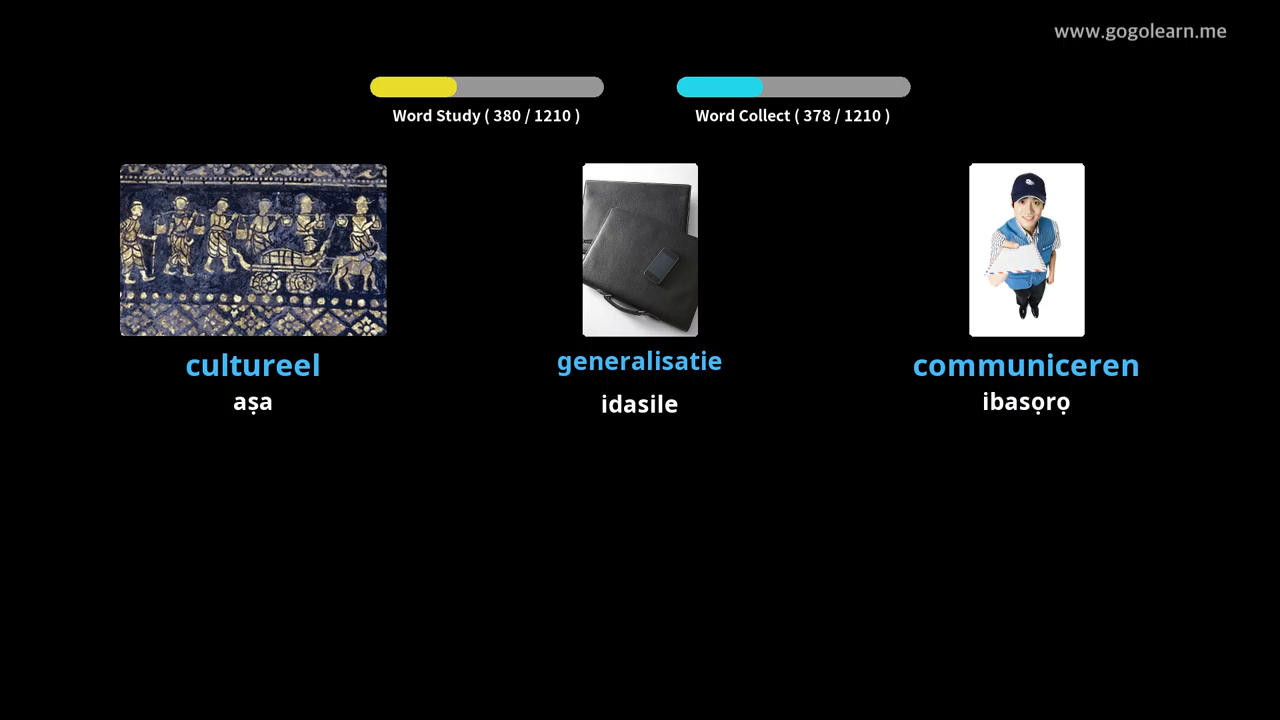 www.gogolearn.me
Word Study ( 380 / 1210 )
Word Collect ( 378 / 1210 )
cultureel
generalisatie
communiceren
aṣa
idasile
ibasọrọ